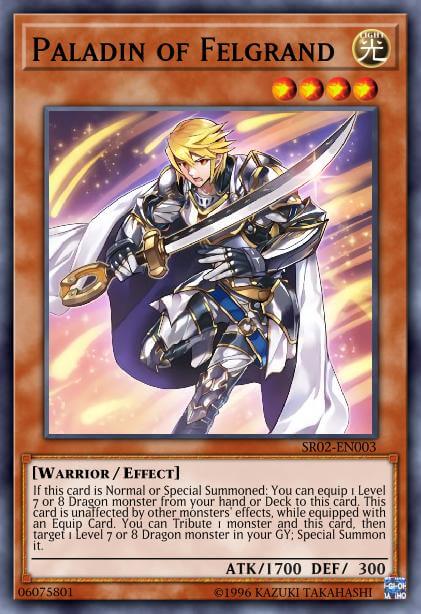 PALADIN OF FELGRAND
LIGHT
光
SR02-EN003
[WARRIOR / EFFECT]
If this card is Normal or Special Summoned: You can equip 1 Level
7 or 8 Dragon monster from your hand or Deck to this card. This
card is unaffected by other monsters' effects, while equipped with
an Equip Card. You can Tribute 1 monster and this card, then
target 1 Level 7 or 8 Dragon monster in your GY; Special Summon
it.
ATK/1700 DEF/ 300
06075801
©1996 KAZUKI TAKAHASHI